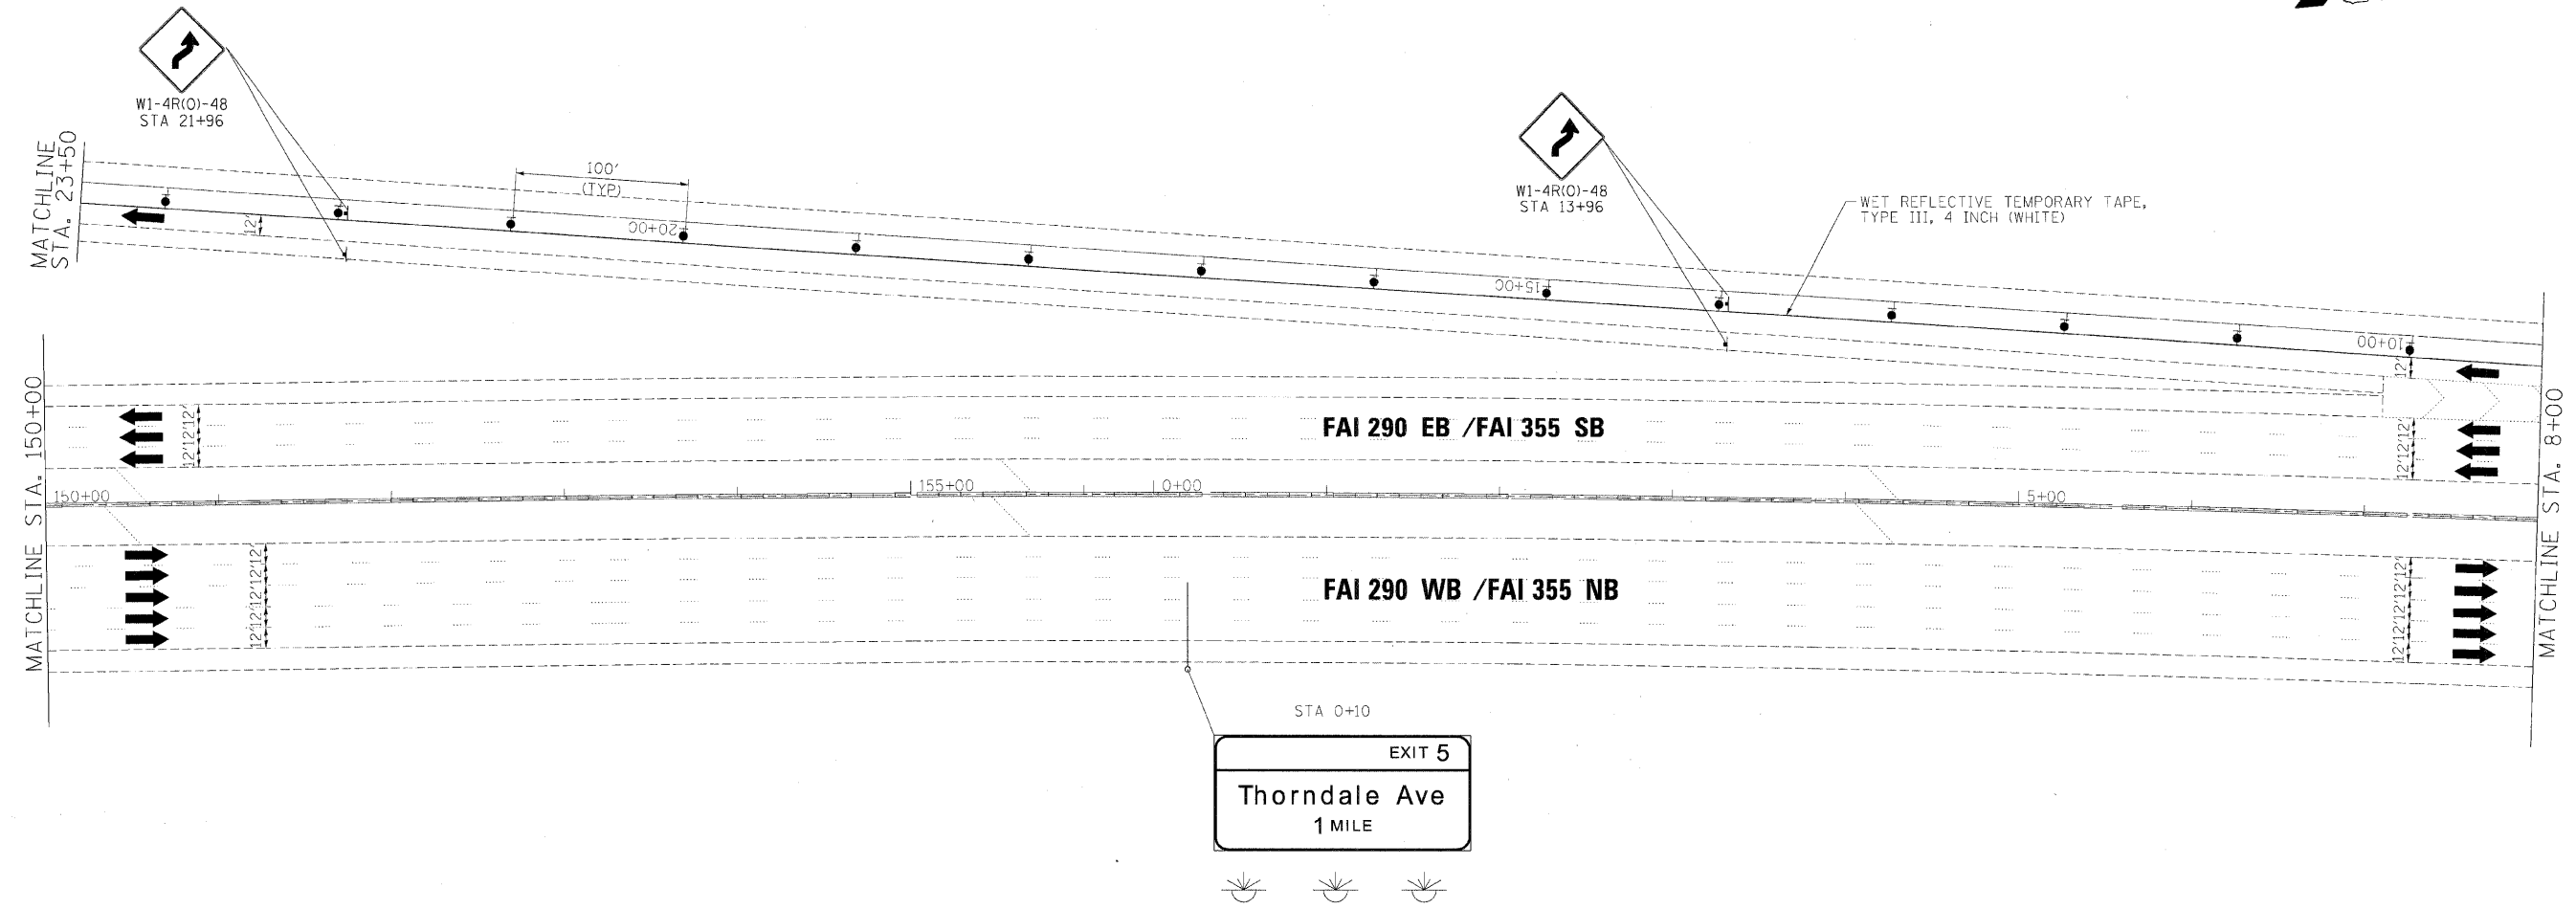 W1-4R(O)-48
STA 21+96
MATCHLINE
STA. 23+50
100'
(TYP)
12'
20+00
W1-4R(O)-48
STA 13+96
15+00
WET REFLECTIVE TEMPORARY TAPE,
TYPE III, 4 INCH (WHITE)
10+00
12'
MATCHLINE STA. 150+00
12'12'12'
FAI 290 EB /FAI 355 SB
12'12'12'
MATCHLINE STA. 8+00
150+00
155+00
0+00
5+00
12'12'12'12'12'
FAI 290 WB /FAI 355 NB
12'12'12'12'12'
STA 0+10
EXIT 5
Thorndale Ave
1 MILE